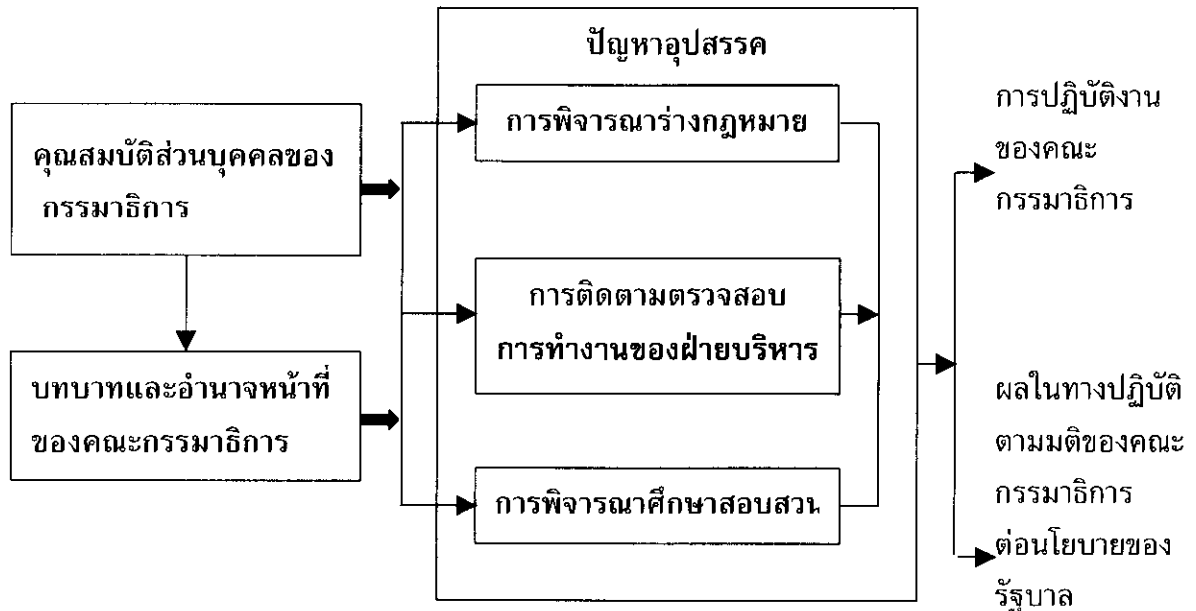 คุณสมบัติส่วนบุคคลของ
กรรมาธิการ
บทบาทและอำนาจหน้าที่
ของคณะกรรมาธิการ
ปัญหาอุปสรรค
การพิจารณาร่างกฎหมาย
การติดตามตรวจสอบ
การทำงานของฝ่ายบริหาร
การพิจารณาศึกษาสอบสวน
การปฏิบัติงาน
ของคณะ
กรรมาธิการ
ผลในทางปฏิบัติ
ตามมติของคณะ
กรรมาธิการ
ต่อนโยบายของ
รัฐบาล